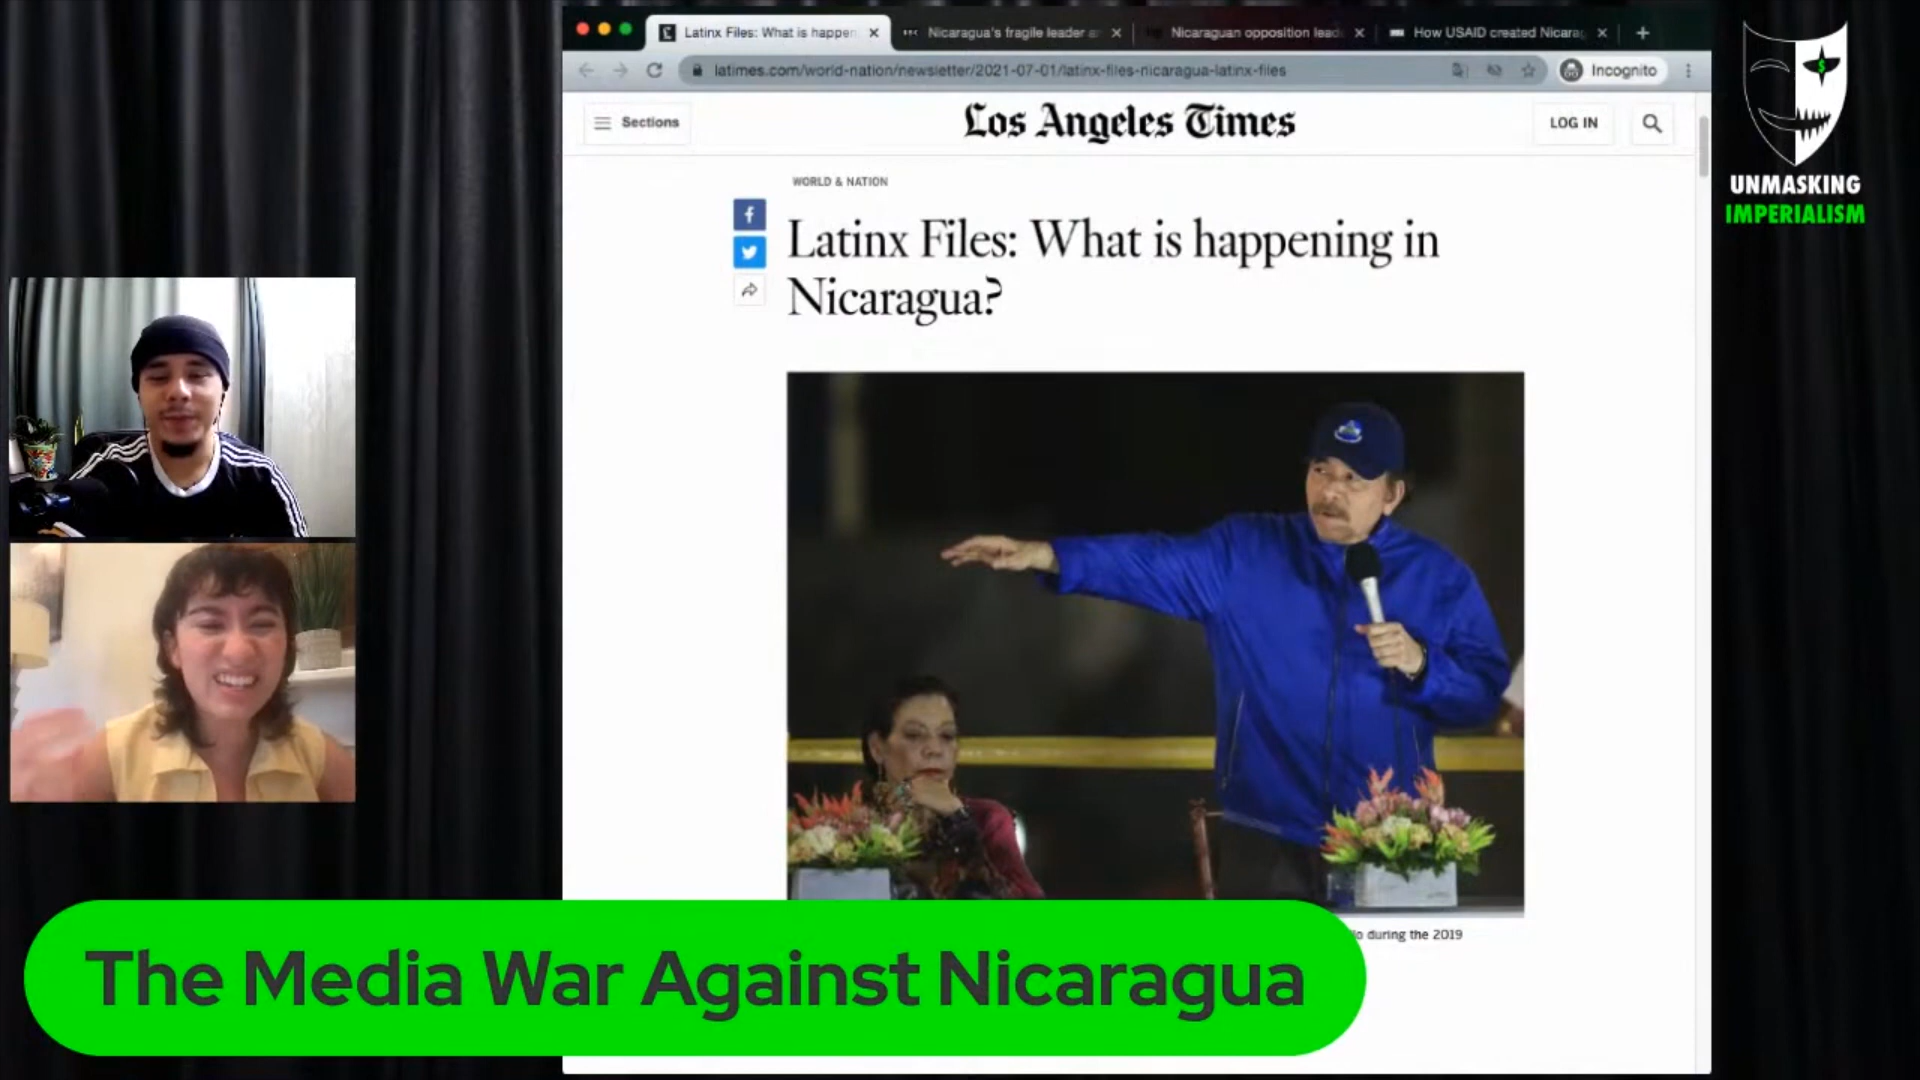 Latinx Files: What is happen
Nicaragua's fragile leader a
Nicaraguan opposition lead
How USAID created Nicarag
latimes.com/world-nation/newsletter/2021-07-01/latinx-files-nicaragua-latinx-files
Incognito
Sections
Los Angeles Times
LOG IN
UNMASKING
IMPERIALISM
WORLD & NATION
Latinx Files: What is happening in
Nicaragua?
lo during the 2019
The Media War Against Nicaragua